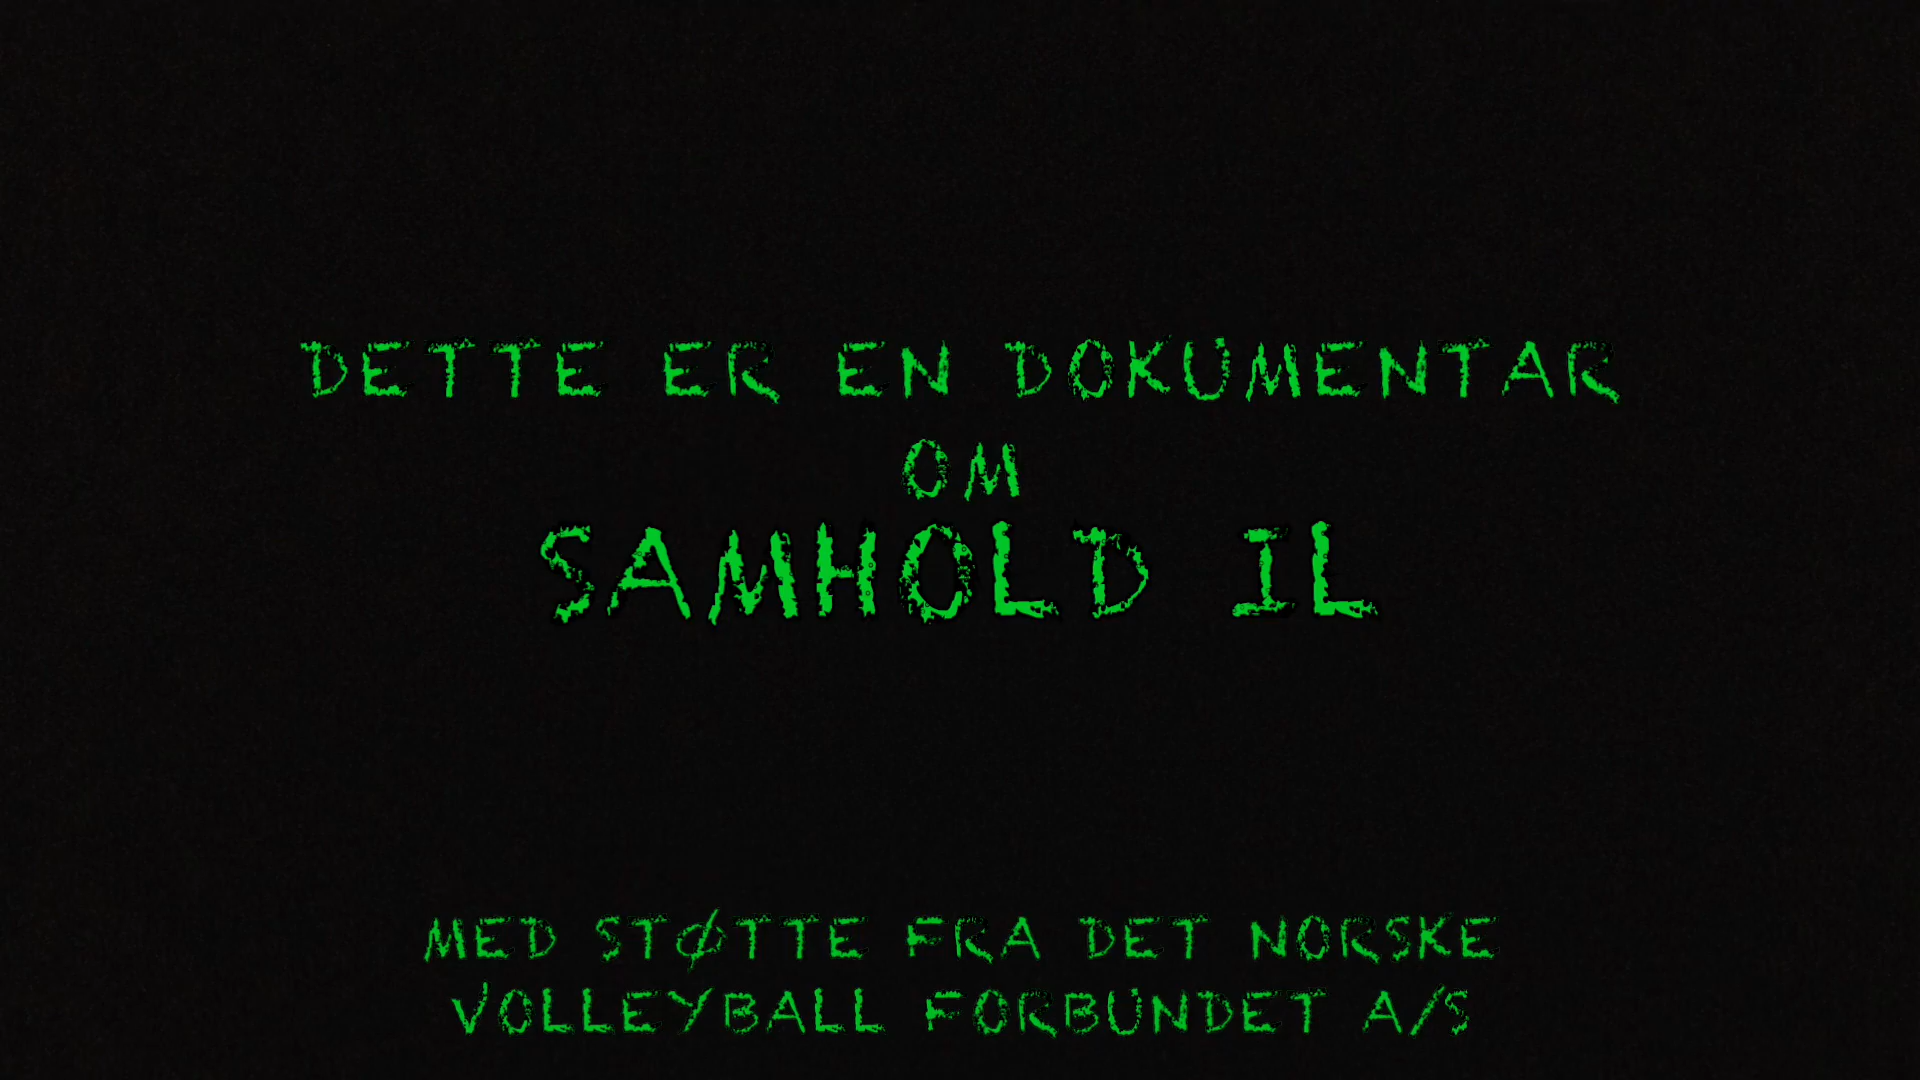 DETTE ER EN DOKUMENTAR
OM
SAMHOLD IL
MED STØTTE FRA DET NORSKE
VOLLEYBALL FORBUNDET A/S